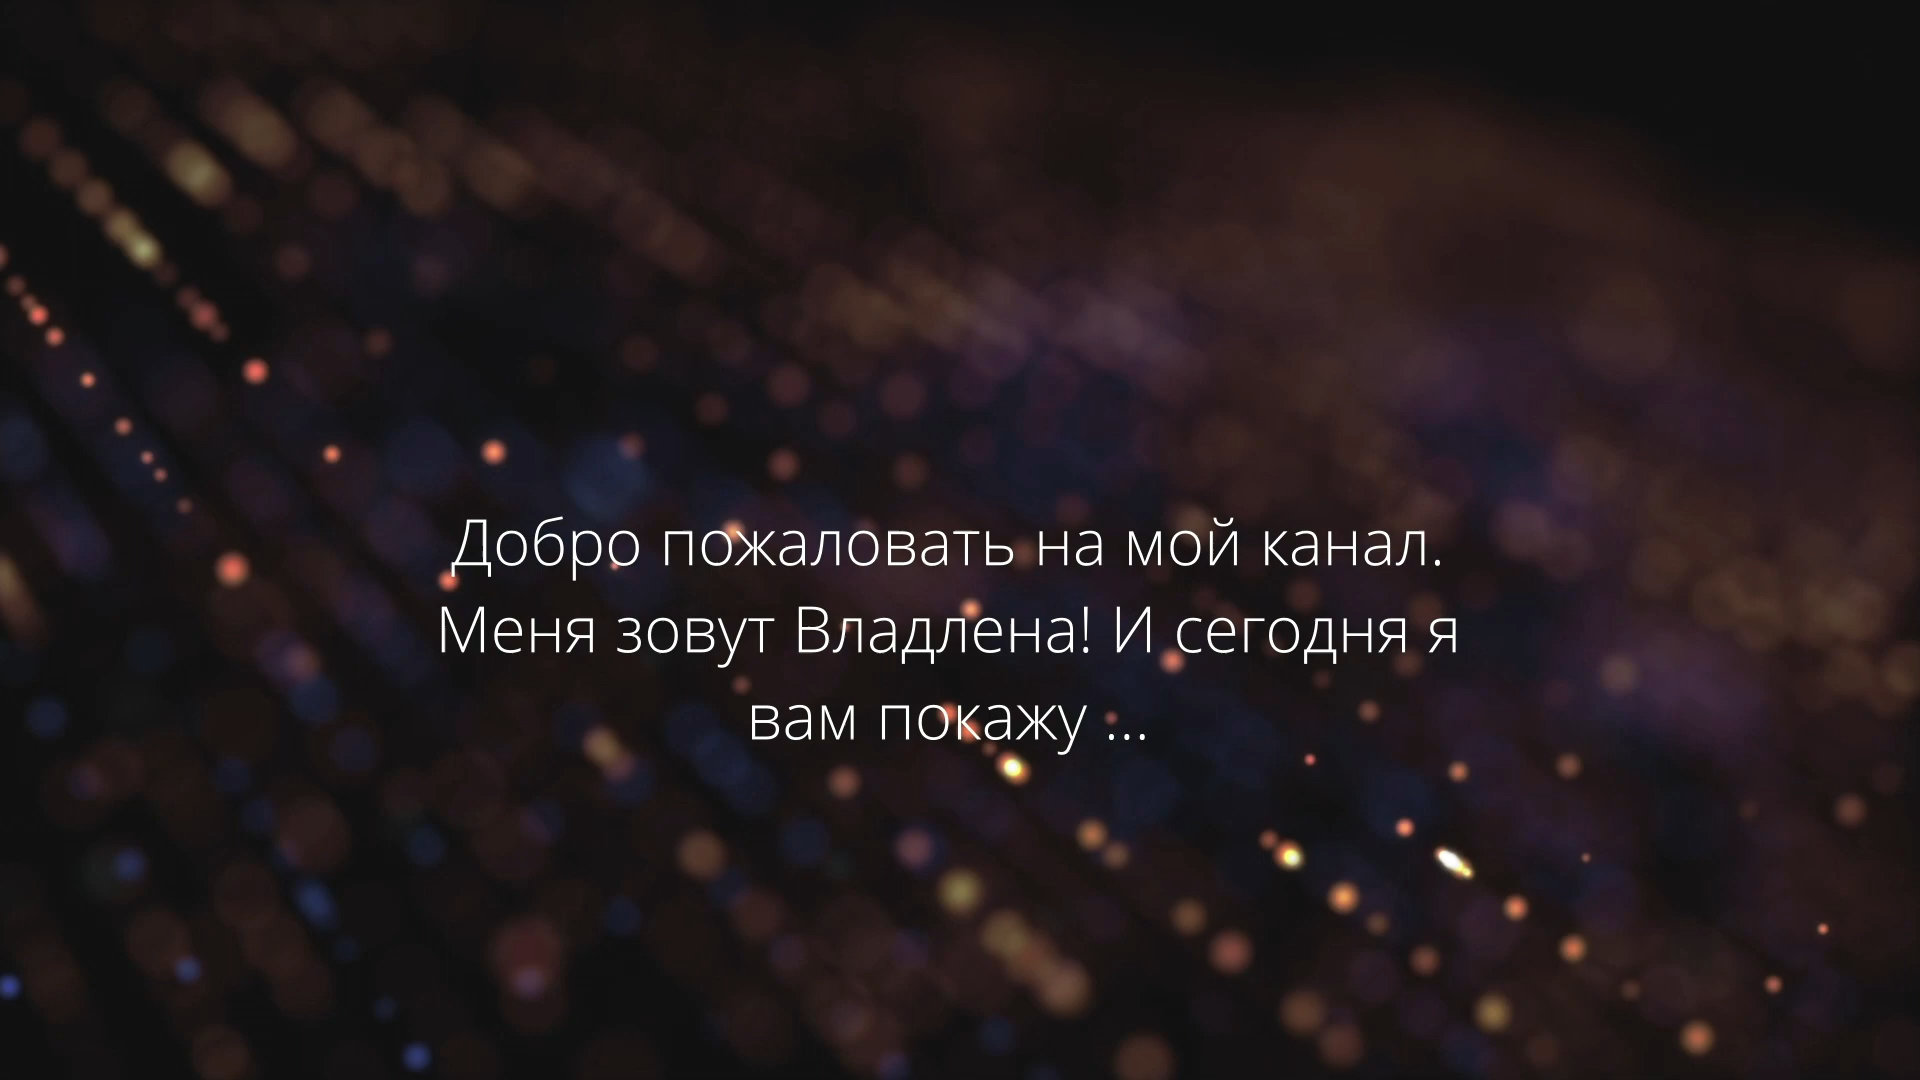 Добро пожаловать на мой канал.
Меня зовут Владлена! И сегодня я
вам покажу ...